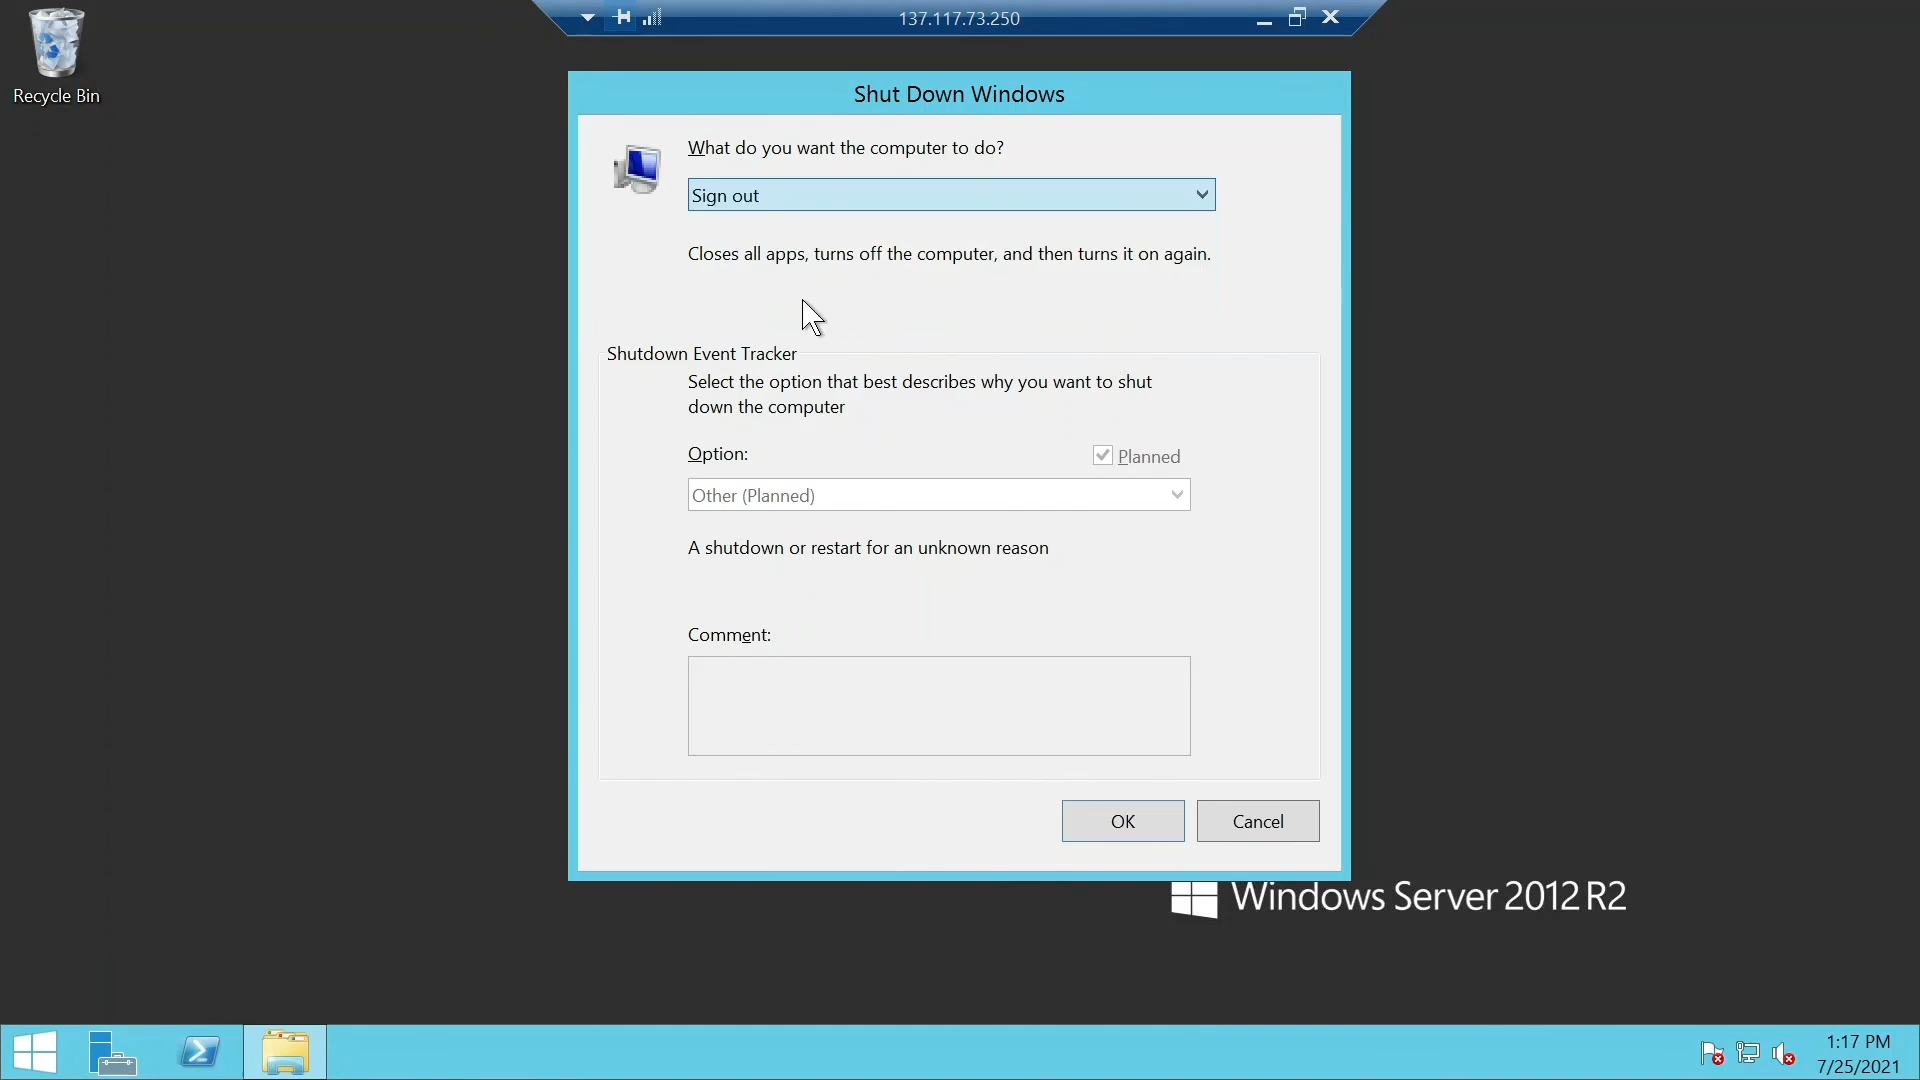 137.117.73.250
Recycle Bin
Shut Down Windows
What do you want the computer to do?
Sign out
Closes all apps, turns off the computer, and then turns it on again.
Shutdown Event Tracker
Select the option that best describes why you want to shut
down the computer
Option:
Planned
Other (Planned)
A shutdown or restart for an unknown reason
Comment:
OK
Cancel
Windows Server 2012 R2
1:17 PM
7/25/2021